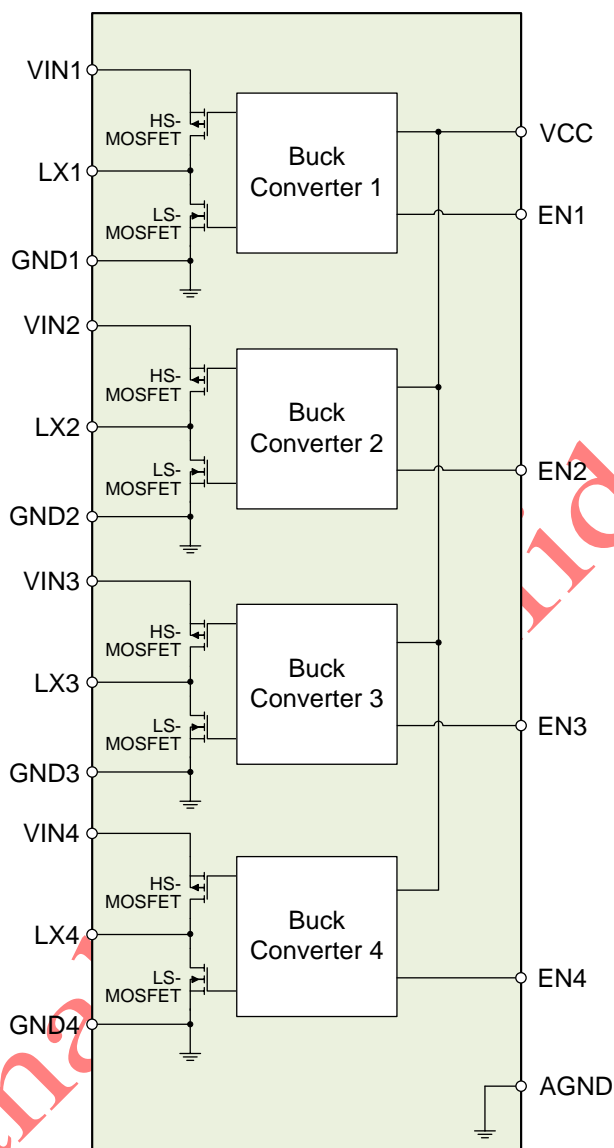 VIN1
HS-
MOSFET
LX1
LS-
MOSFET
GND1
Buck
Converter 1
VCC
EN1
VIN2
HS-
MOSFET
LX2
LS-
MOSFET
GND2
Buck
Converter 2
EN2
VIN3
HS-
MOSFET
LX3
LS-
MOSFET
GND3
Buck
Converter 3
EN3
VIN4
HS-
MOSFET
LX4
LS-
MOSFET
GND4
Buck
Converter 4
EN4
AGND